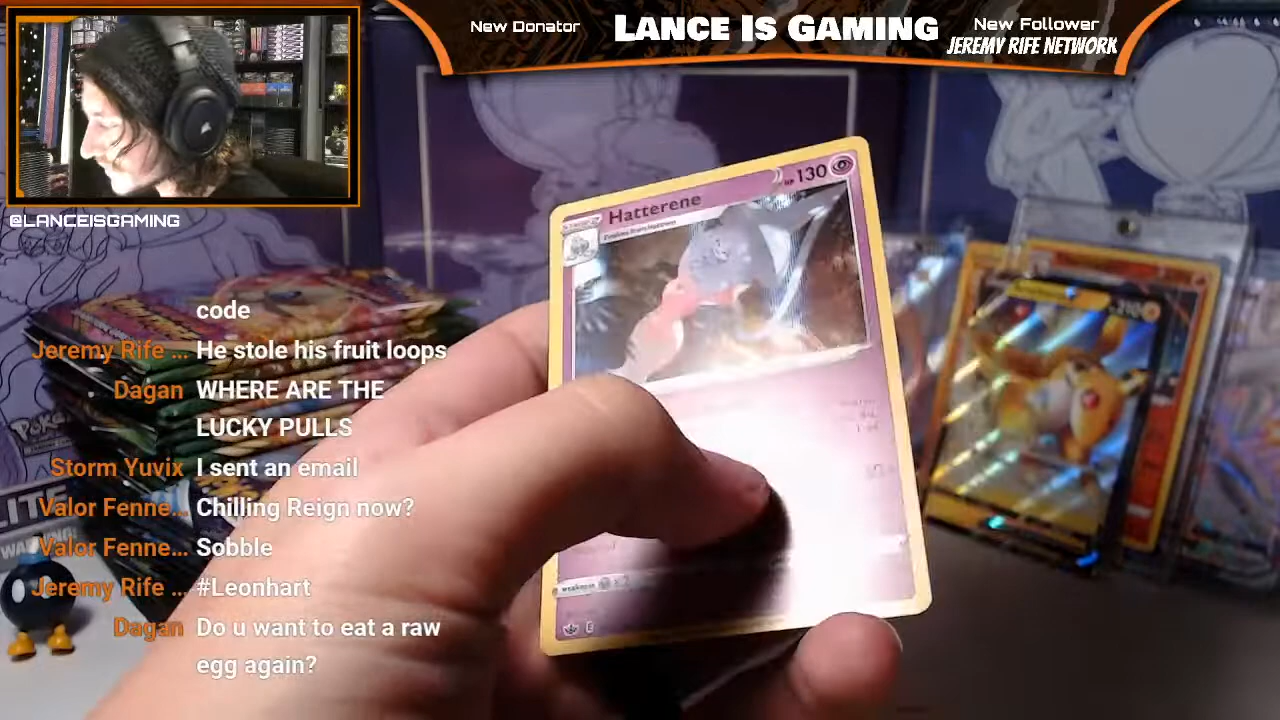 New Donator
LANCE IS GAMING
New Follower
JEREMY RIFE NETWORK
@LANCEISGAMING
code
Jeremy Rife ... He stole his fruit loops
Dagan WHERE ARE THE
LUCKY PULLS
Storm Yuvix I sent an email
Valor Fenne... Chilling Reign now?
Valor Fenne... Sobble
Jeremy Rife ... #Leonhart
Dagan Do u want to eat a raw
egg again?
Hatterene
HP 130
weakness